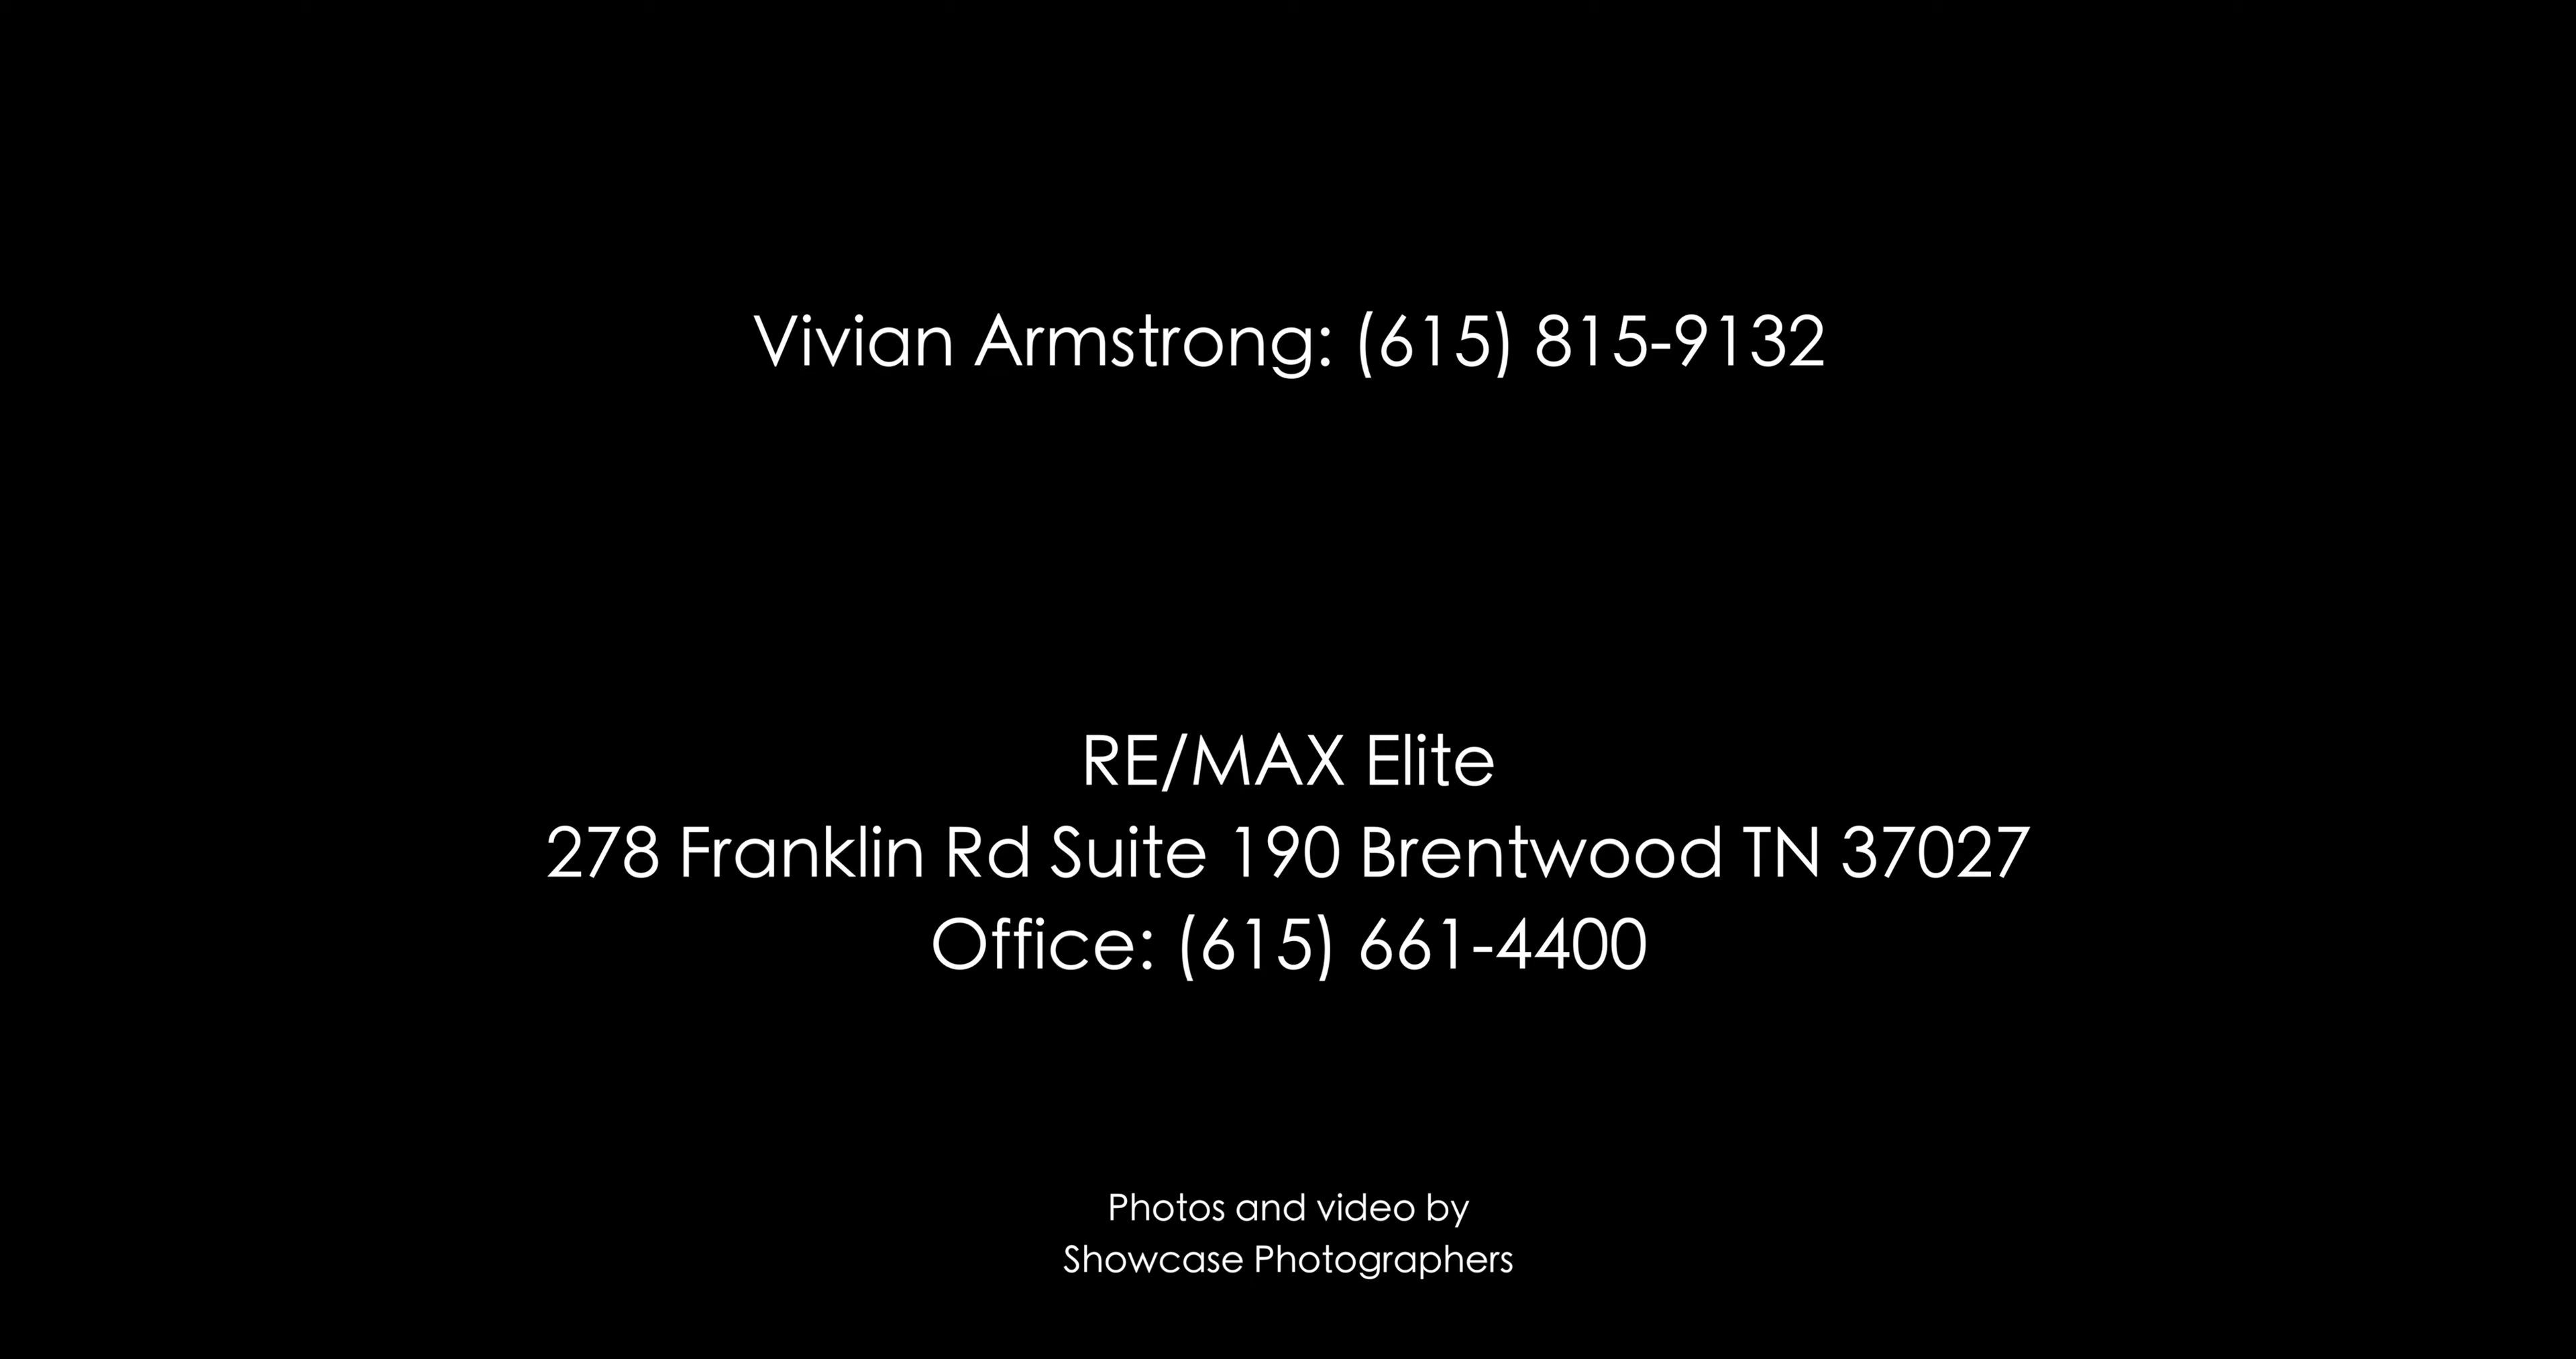 Vivian Armstrong: (615) 815-9132
RE/MAX Elite
278 Franklin Rd Suite 190 Brentwood TN 37027
Office: (615) 661-4400
Photos and video by
Showcase Photographers